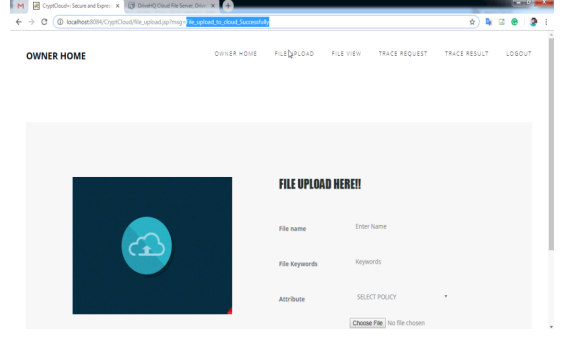 CryptCloud+: Secure and Expre
DriveHQ Cloud File Server, Drive
localhost:8084/CryptCloud/file_upload.jsp?msg=File_upload_to_cloud_Successfully
OWNER HOME
OWNER HOME FILE UPLOAD FILE VIEW TRACE REQUEST TRACE RESULT LOGOUT
FILE UPLOAD HERE!!
File name Enter Name
File Keywords Keywords
Attribute SELECT POLICY
Choose File No file chosen